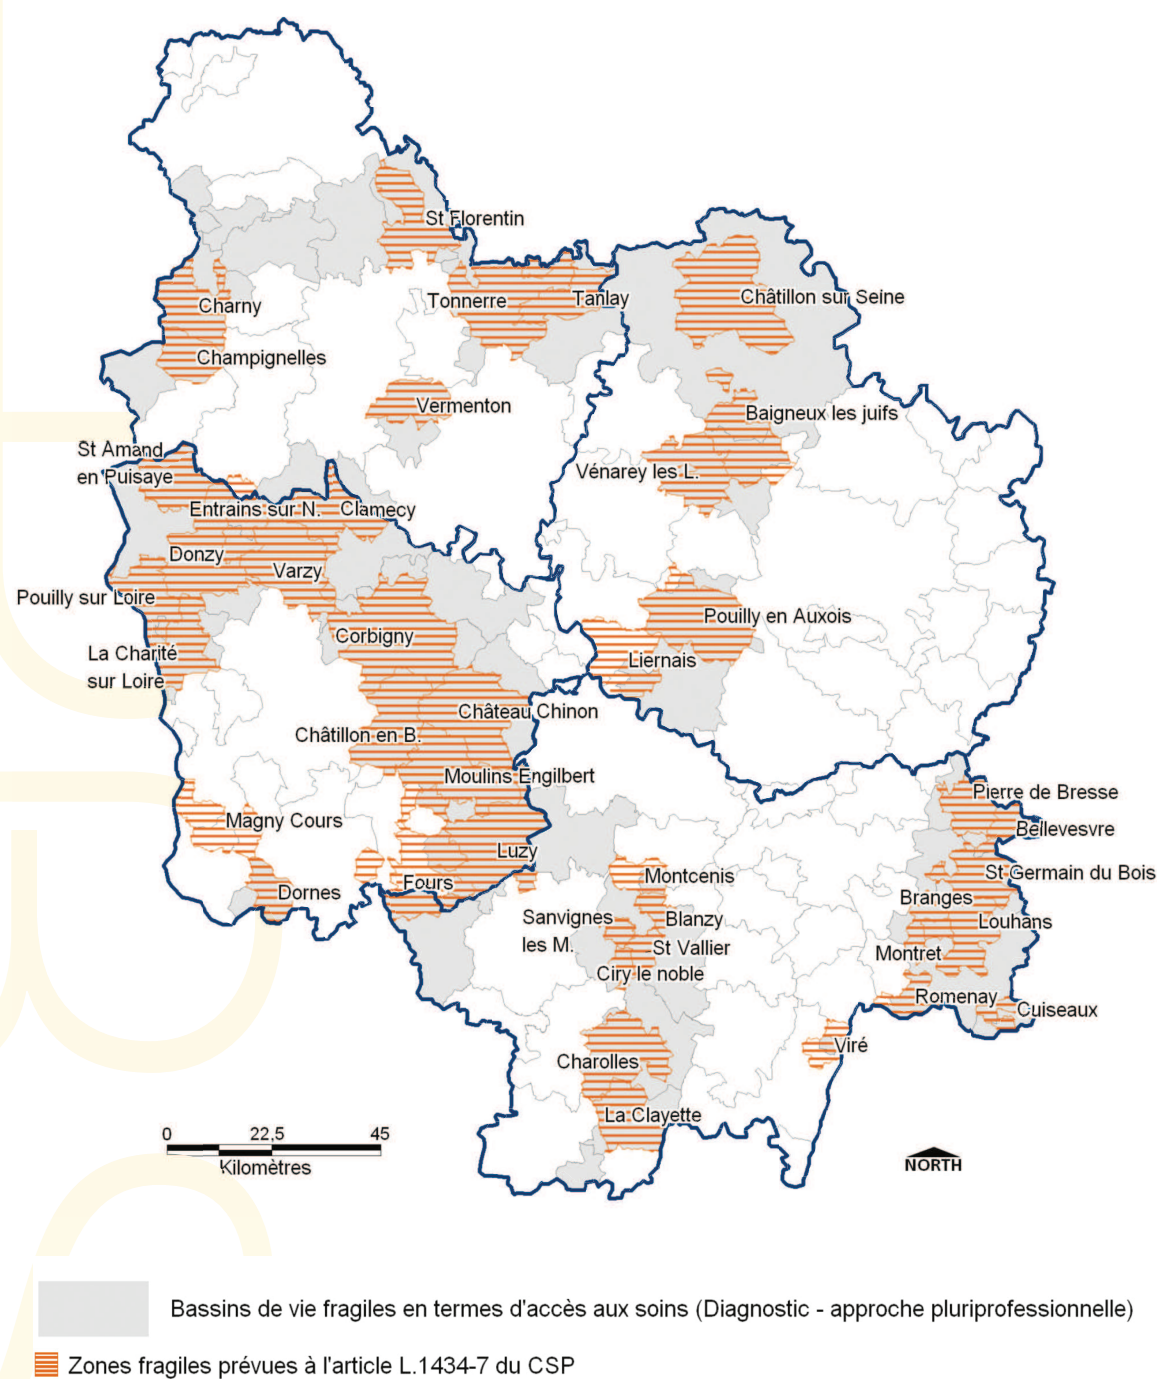 St Florentin
Charny
Tonnerre
Tanlay
Châtillon sur Seine
Champignelles
Vermenton
Baigneux les juifs
St Amand
en Puisaye
Vénarey les L.
Entrains sur N.
Clamecy
Donzy
Varzy
Pouilly sur Loire
Pouilly en Auxois
Corbigny
La Charité
sur Loire
Liernais
Château Chinon
Châtillon en B.
Moulins Engilbert
Pierre de Bresse
Magny Cours
Bellevesvre
Luzy
St Germain du Bois
Montcenis
Fours
Dornes
Branges
Sanvignes
les M.
Blanzy
Louhans
St Vallier
Montret
Ciry le noble
Romenay
Cuiseaux
Viré
Charolles
La Clayette
0 22,5 45
Kilomètres
NORTH
Bassins de vie fragiles en termes d'accès aux soins (Diagnostic - approche pluriprofessionnelle)
Zones fragiles prévues à l'article L.1434-7 du CSP